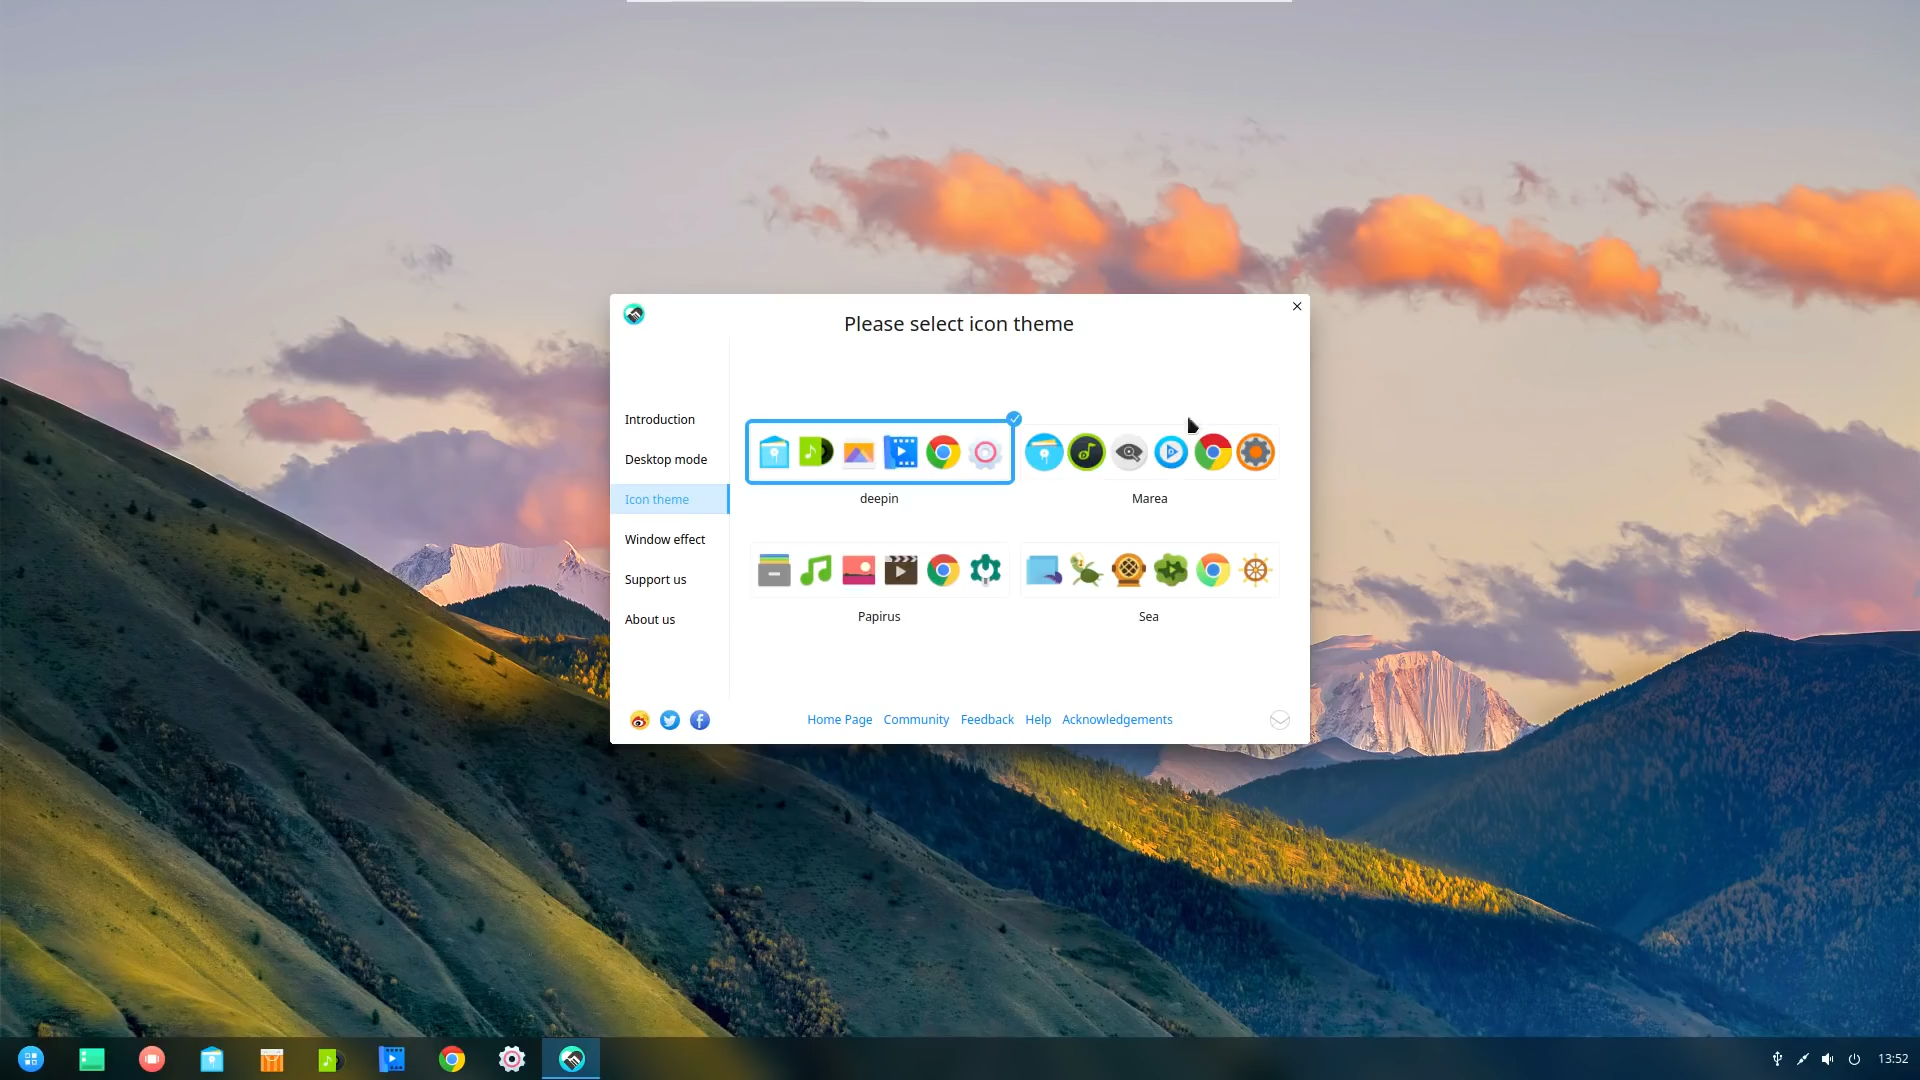 Please select icon theme
Introduction
Desktop mode
Icon theme
Window effect
Support us
About us
deepin
Marea
Papirus
Sea
Home Page Community Feedback Help Acknowledgements
13:52